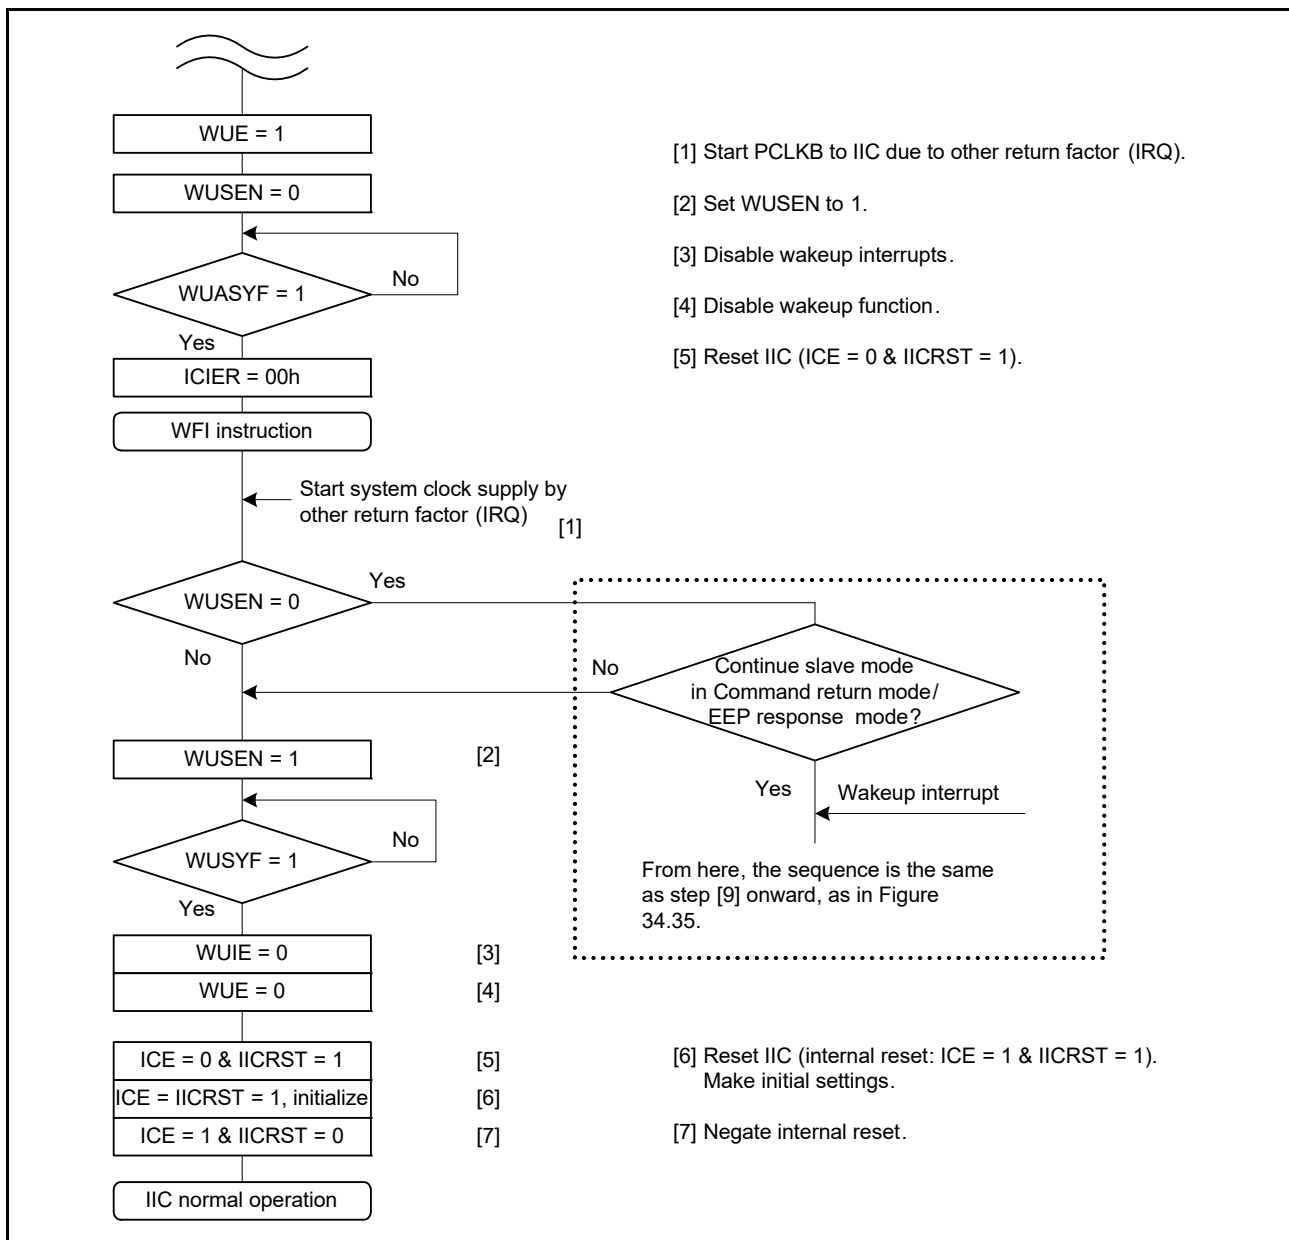 WUE = 1
[1] Start PCLKB to IIC due to other return factor (IRQ).
WUSEN = 0
[2] Set WUSEN to 1.
[3] Disable wakeup interrupts.
No
WUASYF = 1
[4] Disable wakeup function.
Yes
[5] Reset IIC (ICE = 0 & IICRST = 1).
ICIER = 00h
WFI instruction
Start system clock supply by
other return factor (IRQ)
[1]
Yes
WUSEN = 0
No
No
Continue slave mode
in Command return mode/
EEP response mode?
WUSEN = 1
[2]
Yes
Wakeup interrupt
No
WUSYF = 1
Yes
From here, the sequence is the same
as step [9] onward, as in Figure
34.35.
WUIE = 0
[3]
WUE = 0
[4]
ICE = 0 & IICRST = 1
[5]
[6] Reset IIC (internal reset: ICE = 1 & IICRST = 1).
Make initial settings.
ICE = IICRST = 1, initialize
[6]
ICE = 1 & IICRST = 0
[7]
[7] Negate internal reset.
IIC normal operation